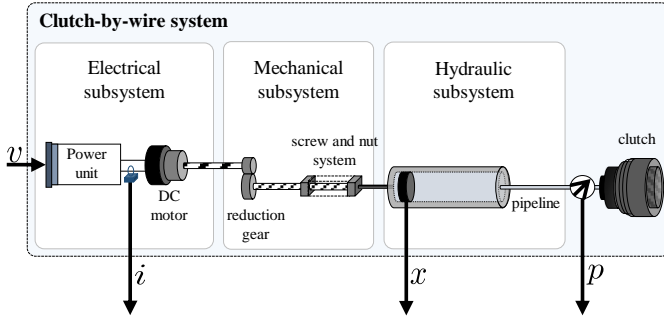 Clutch-by-wire system
Electrical
subsystem
Mechanical
subsystem
Hydraulic
subsystem
screw and nut
system
clutch
v
Power
unit
DC
motor
reduction
gear
pipeline
i
x
p